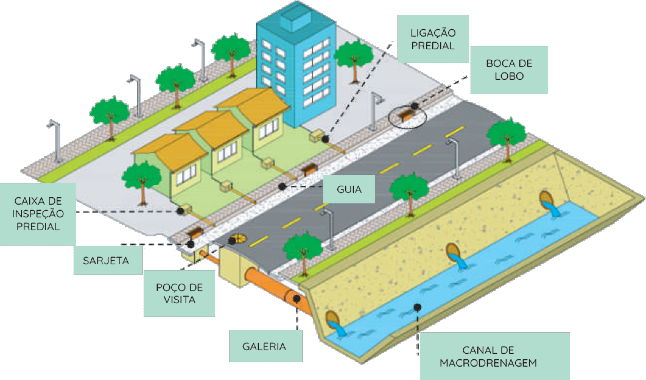 LIGAÇÃO
PREDIAL
BOCA DE
LOBO
GUIA
CAIXA DE
INSPEÇÃO
PREDIAL
SARJETA
POÇO DE
VISITA
GALERIA
CANAL DE
MACRODRENAGEM